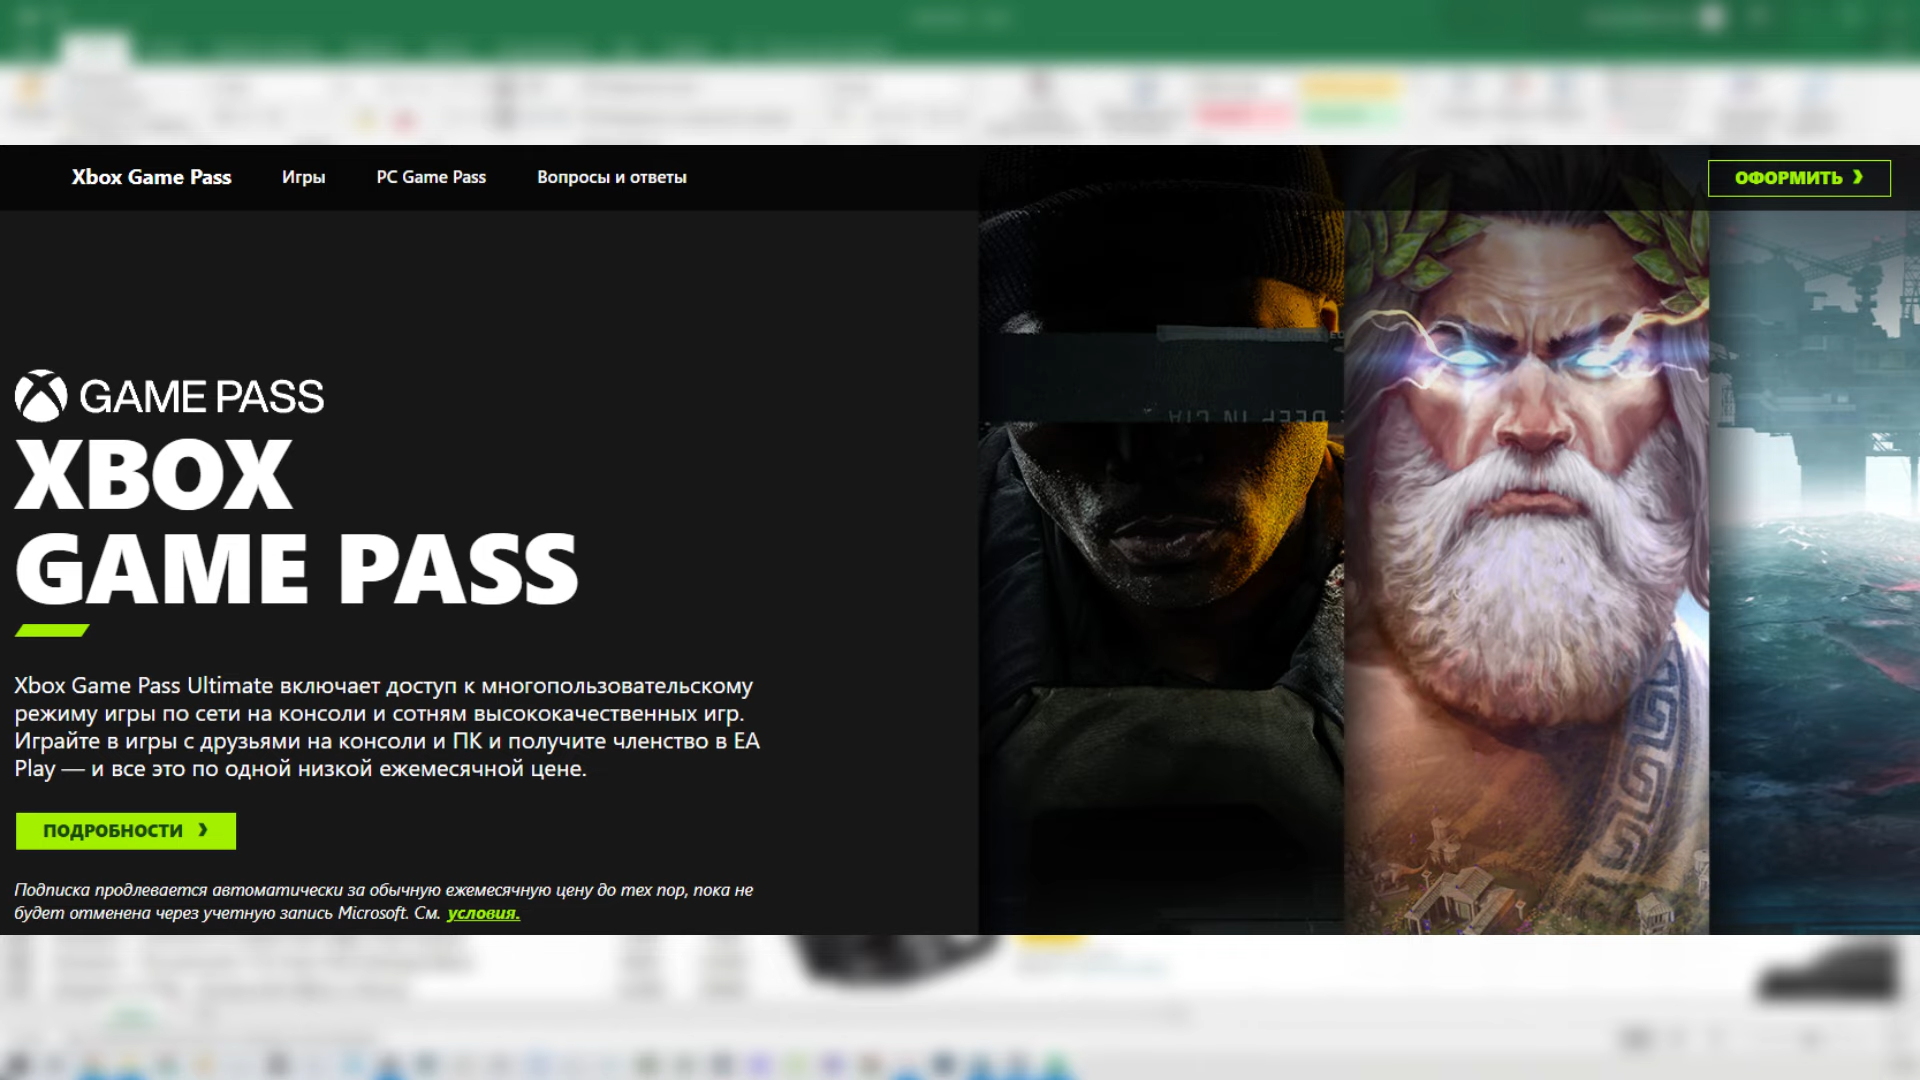 Xbox Game Pass
Игры
PC Game Pass
Вопросы и ответы
ОФОРМИТЬ
GAME PASS
XBOX
GAME PASS
Xbox Game Pass Ultimate включает доступ к многопользовательскому
режиму игры по сети на консоли и сотням высококачественных игр.
Играйте в игры с друзьями на консоли и ПК и получите членство в EA
Play — и все это по одной низкой ежемесячной цене.
ПОДРОБНОСТИ
Подписка продлевается автоматически за обычную ежемесячную цену до тех пор, пока не
будет отменена через учетную запись Microsoft. См. условия.